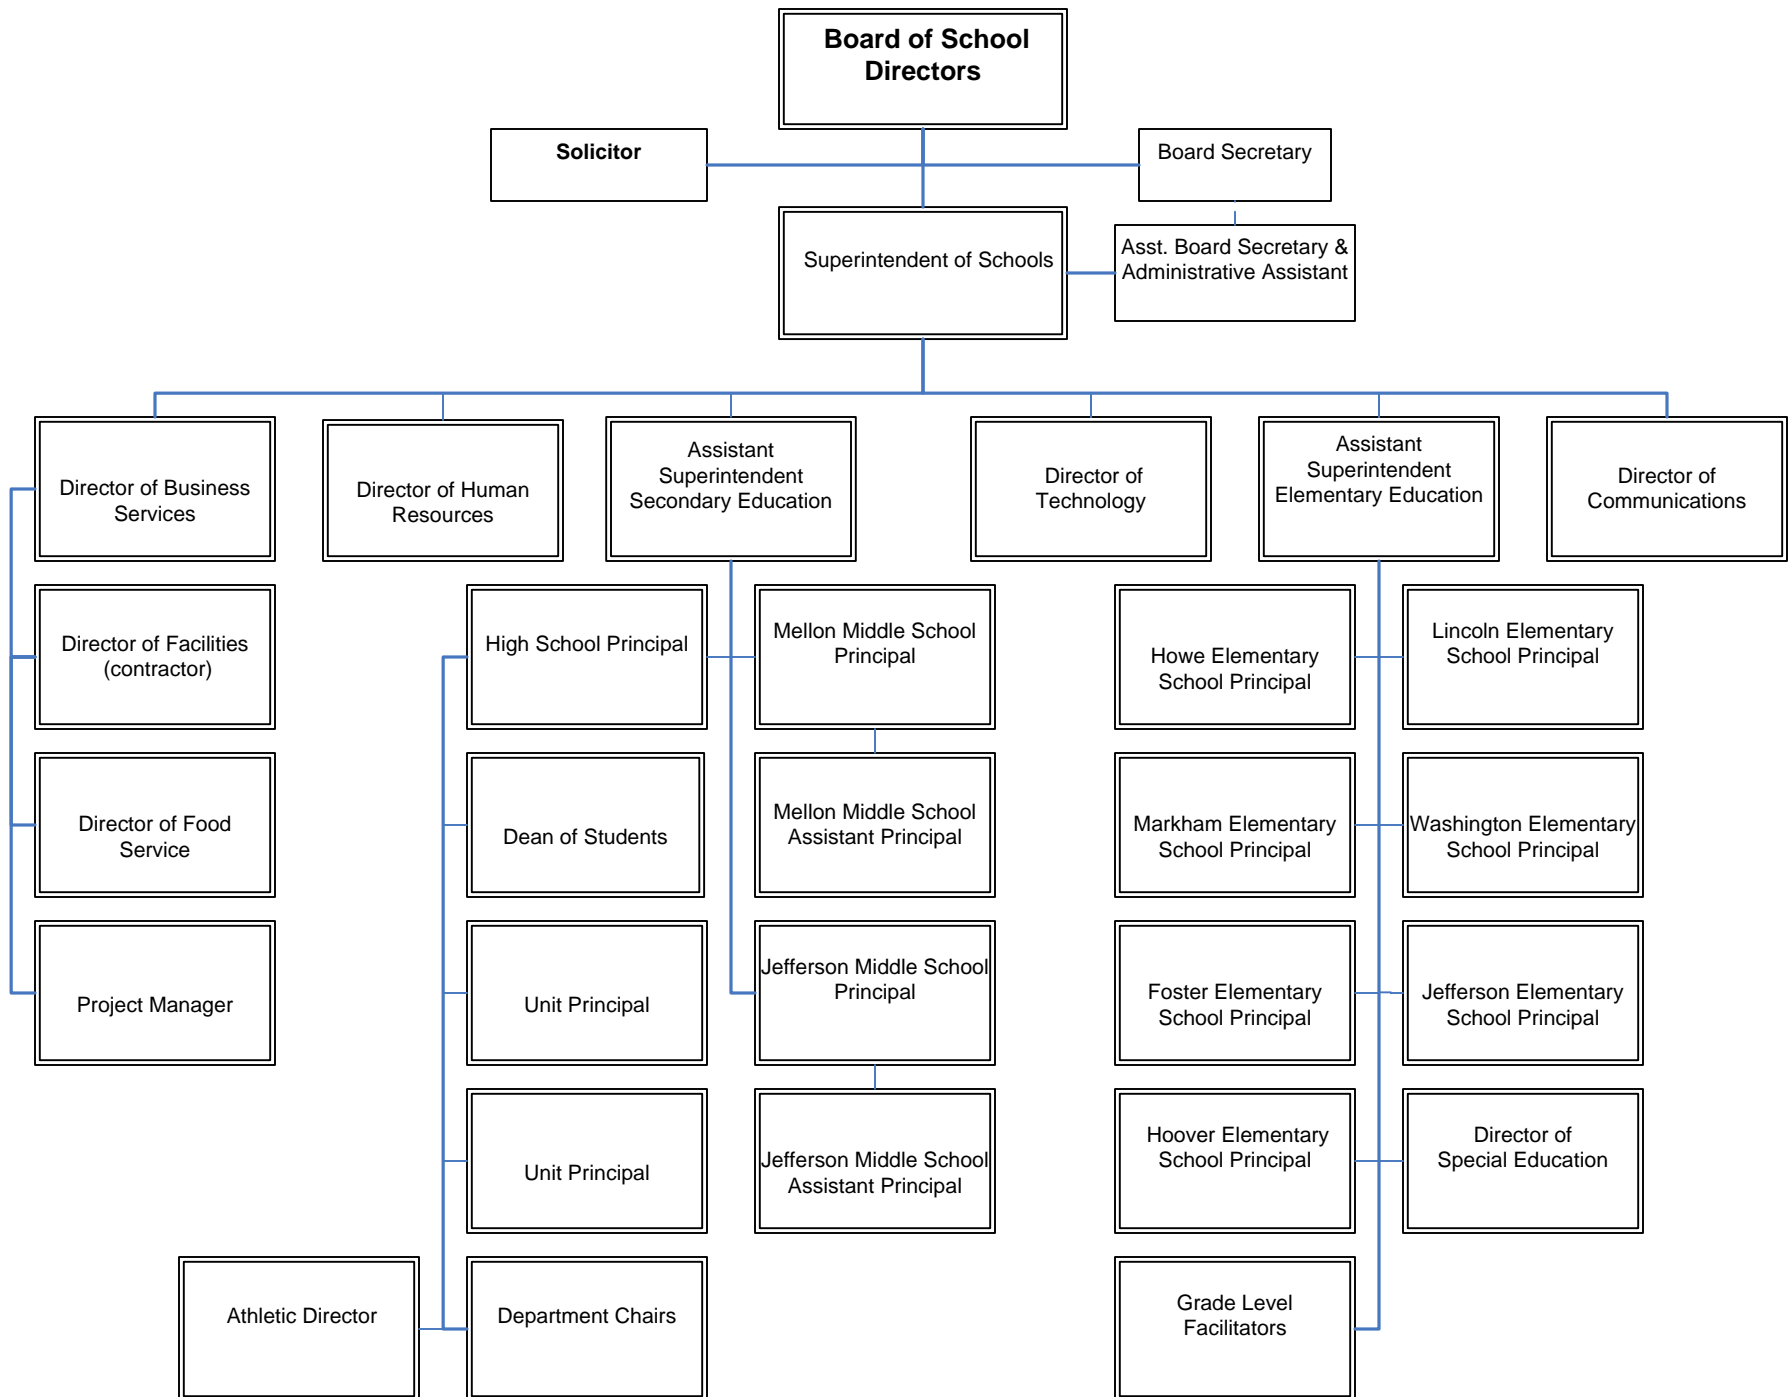 Board of School
Directors
Solicitor
Board Secretary
Superintendent of Schools
Asst. Board Secretary &
Administrative Assistant
Director of Business
Services
Director of Human
Resources
Assistant
Superintendent
Secondary Education
Director of
Technology
Assistant
Superintendent
Elementary Education
Director of
Communications
Director of Facilities
(contractor)
High School Principal
Mellon Middle School
Principal
Howe Elementary
School Principal
Lincoln Elementary
School Principal
Director of Food
Service
Dean of Students
Mellon Middle School
Assistant Principal
Markham Elementary
School Principal
Washington Elementary
School Principal
Project Manager
Unit Principal
Jefferson Middle School
Principal
Foster Elementary
School Principal
Jefferson Elementary
School Principal
Unit Principal
Jefferson Middle School
Assistant Principal
Hoover Elementary
School Principal
Director of
Special Education
Athletic Director
Department Chairs
Grade Level
Facilitators